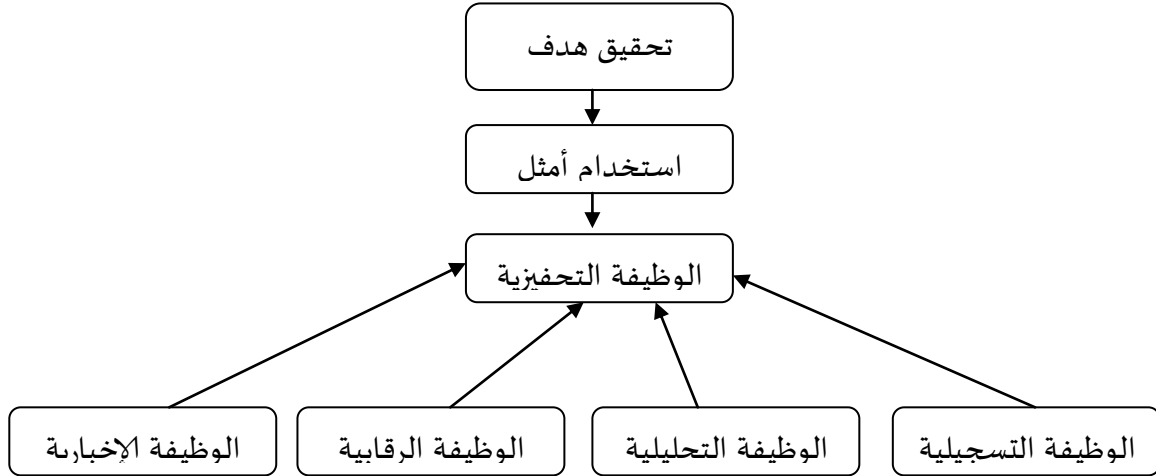 تحقيق هدف
استخدام أمثل
الوظيفة التحفيزية
الوظيفة التسجيلية
الوظيفة التحليلية
الوظيفة الرقابية
الوظيفة الإخبارية